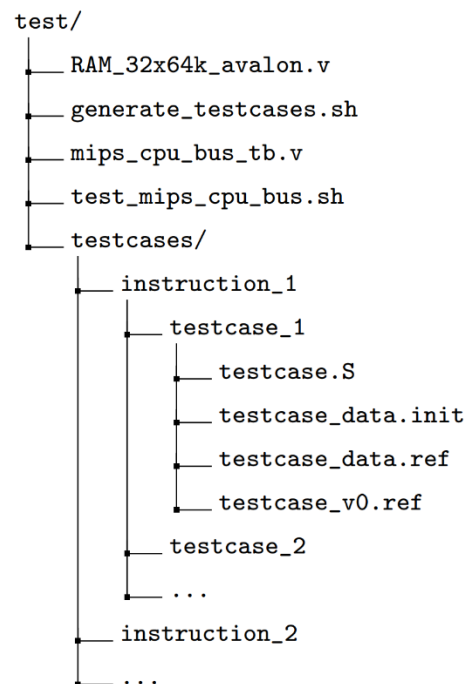 test/
RAM_32x64k_avalon.v
generate_testcases.sh
mips_cpu_bus_tb.v
test_mips_cpu_bus.sh
testcases/
instruction_1
testcase_1
testcase.S
testcase_data.init
testcase_data.ref
testcase_v0.ref
testcase_2
...
instruction_2
...